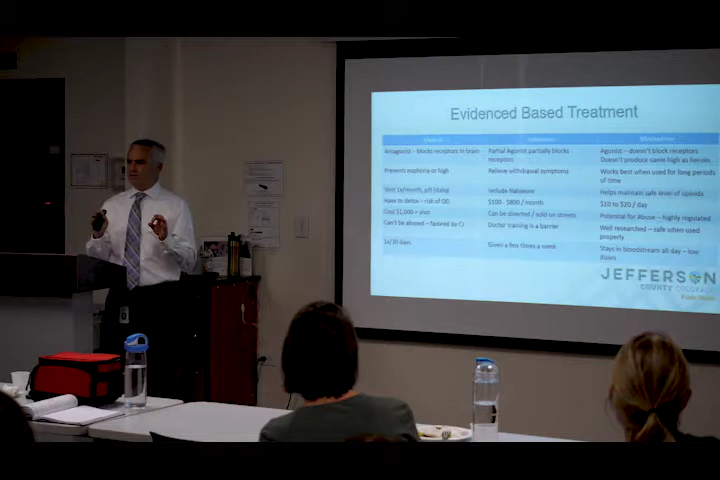 Evidenced Based Treatment
Antagonist – blocks receptors in brain
Partial Agonist partially blocks receptors
Agonist – doesn't block receptors
Doesn't produce same high as heroin
Prevents euphoria or high
Relieve withdrawal symptoms
Works best when used for long periods of time
Shot 1x/month, pill (daily)
Include Naloxone
Helps maintain safe level of opioids
Have to detox – risk of OD
$100 - $800 / month
$10 to $20 / day
Cost $1,000 = shot
Can be diverted / sold on streets
Potential for Abuse – highly regulated
Can't be abused – favored by CJ
Doctor training is a barrier
Well researched – safe when used properly
1x/30 days
Given a few times a week
Stays in bloodstream all day – low doses
JEFFERSON
COUNTY COLORADO
Public Health